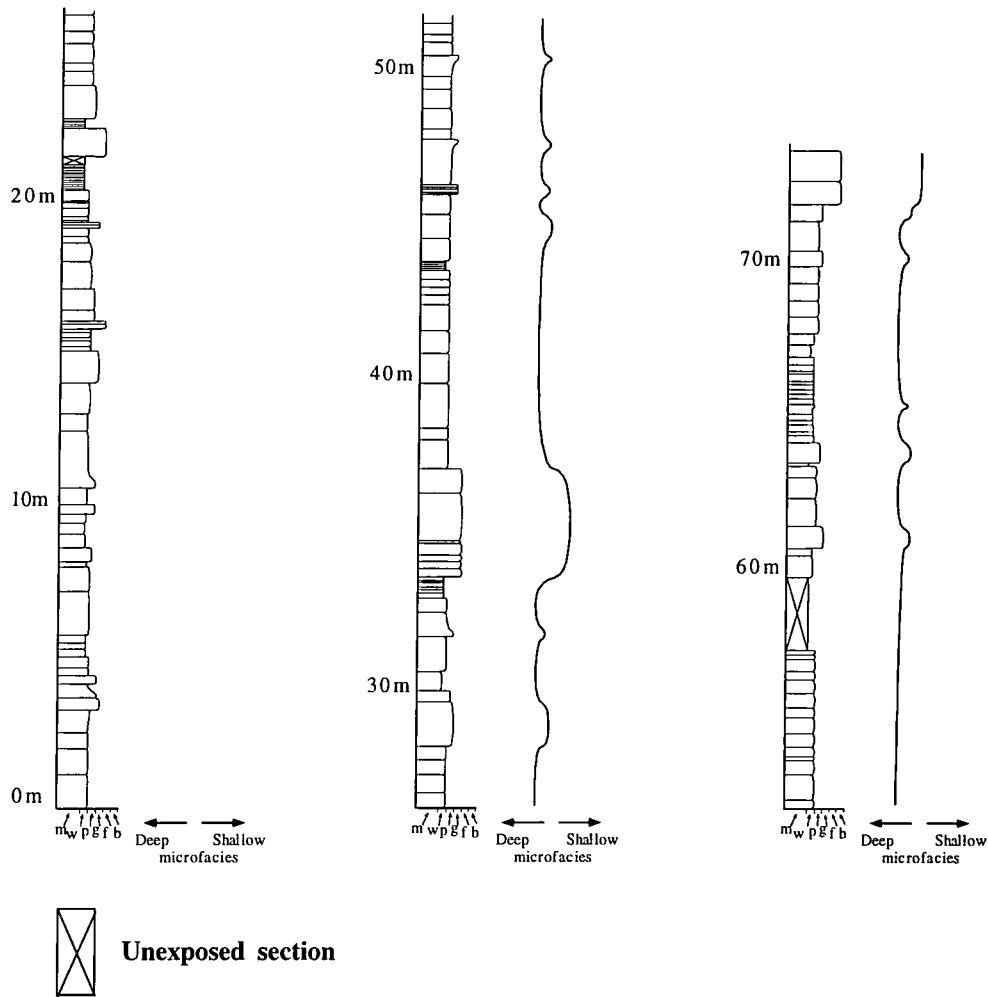 20m
10m
0m
m w p g f b
Deep Shallow
microfacies
50m
40m
30m
m w p g f b
Deep Shallow
microfacies
70m
60m
m w p g f b
Deep Shallow
microfacies
Unexposed section